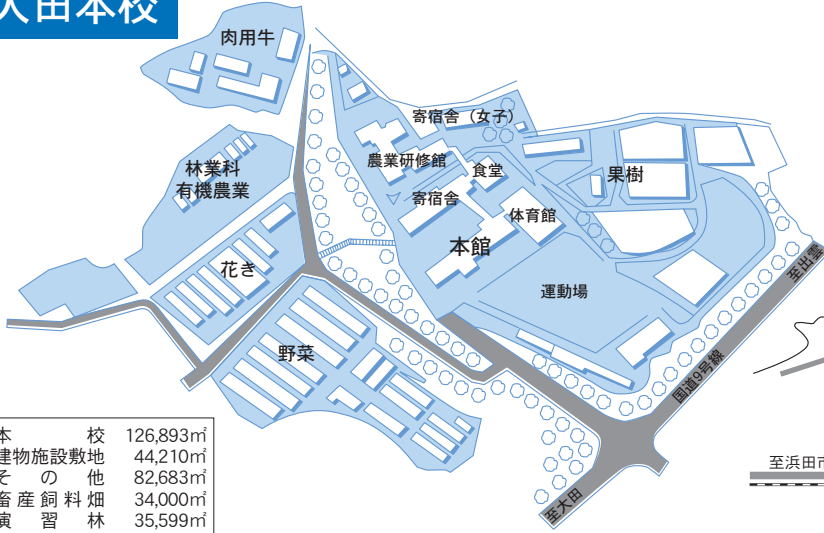 大田本校
肉用牛
寄宿舎（女子）
農業研修館
食堂
果樹
林業科
有機農業
寄宿舎
体育館
本館
花き
運動場
至出雲
野菜
国道9号線
至大田
至浜田市
本校 126,893㎡
建物施設敷地 44,210㎡
その他 82,683㎡
畜産飼料畑 34,000㎡
演習林 35,599㎡